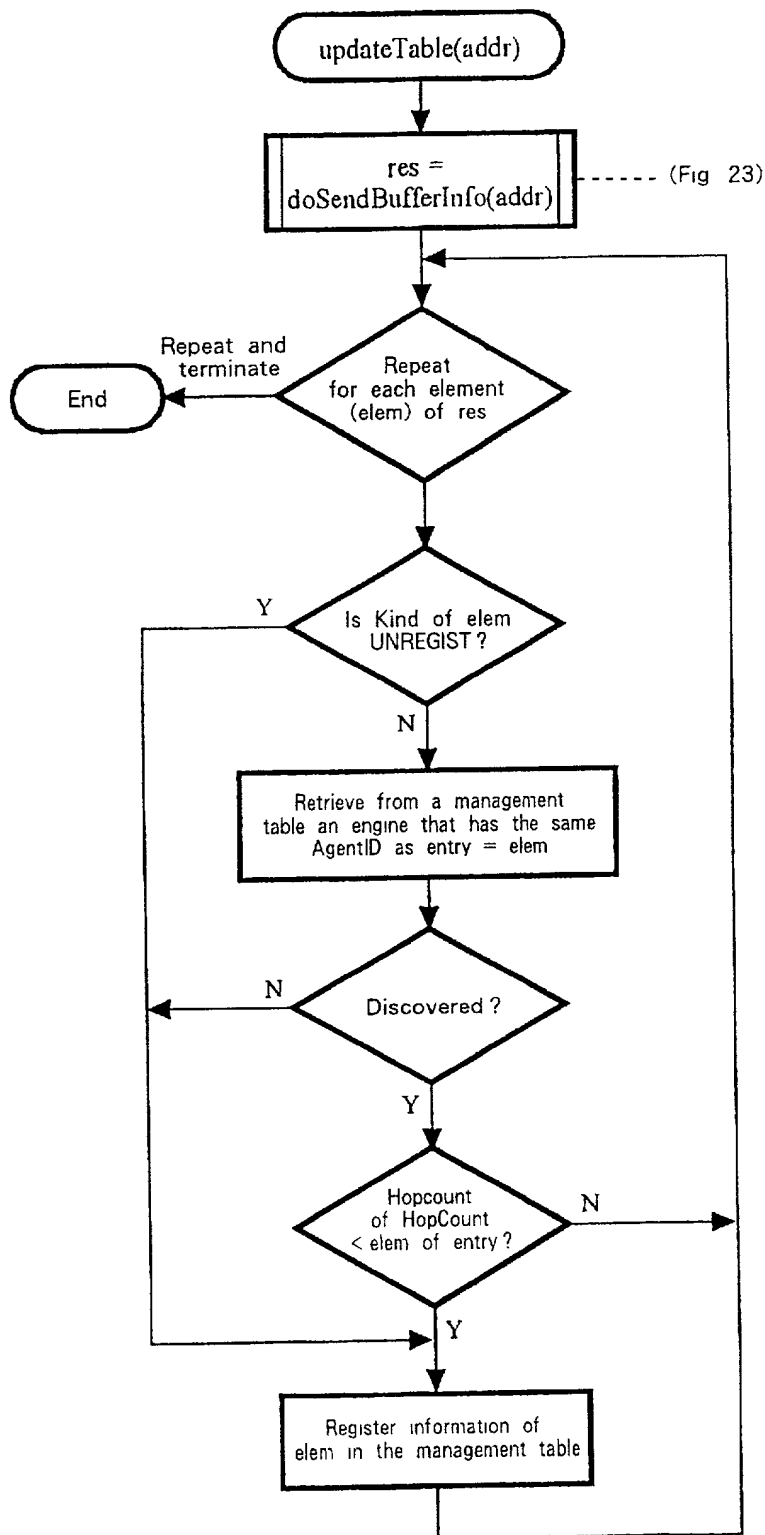 updateTable(addr)
res =
doSendBufferInfo(addr)
(Fig 23)
Repeat and
terminate
End
Repeat
for each element
(elem) of res
Y
Is Kind of elem
UNREGIST?
N
Retrieve from a management
table an engine that has the same
AgentID as entry = elem
N
Discovered?
Y
Hopcount
of HopCount
< elem of entry?
N
Y
Register information of
elem in the management table